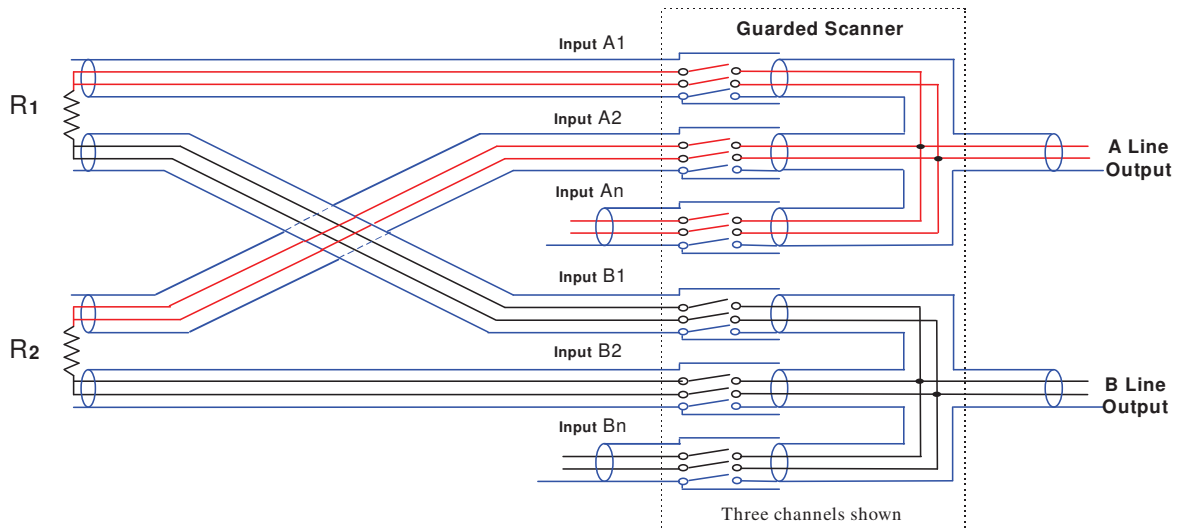 Guarded Scanner
Input A1
R1
Input A2
A Line
Output
Input An
Input B1
R2
Input B2
B Line
Output
Input Bn
Three channels shown